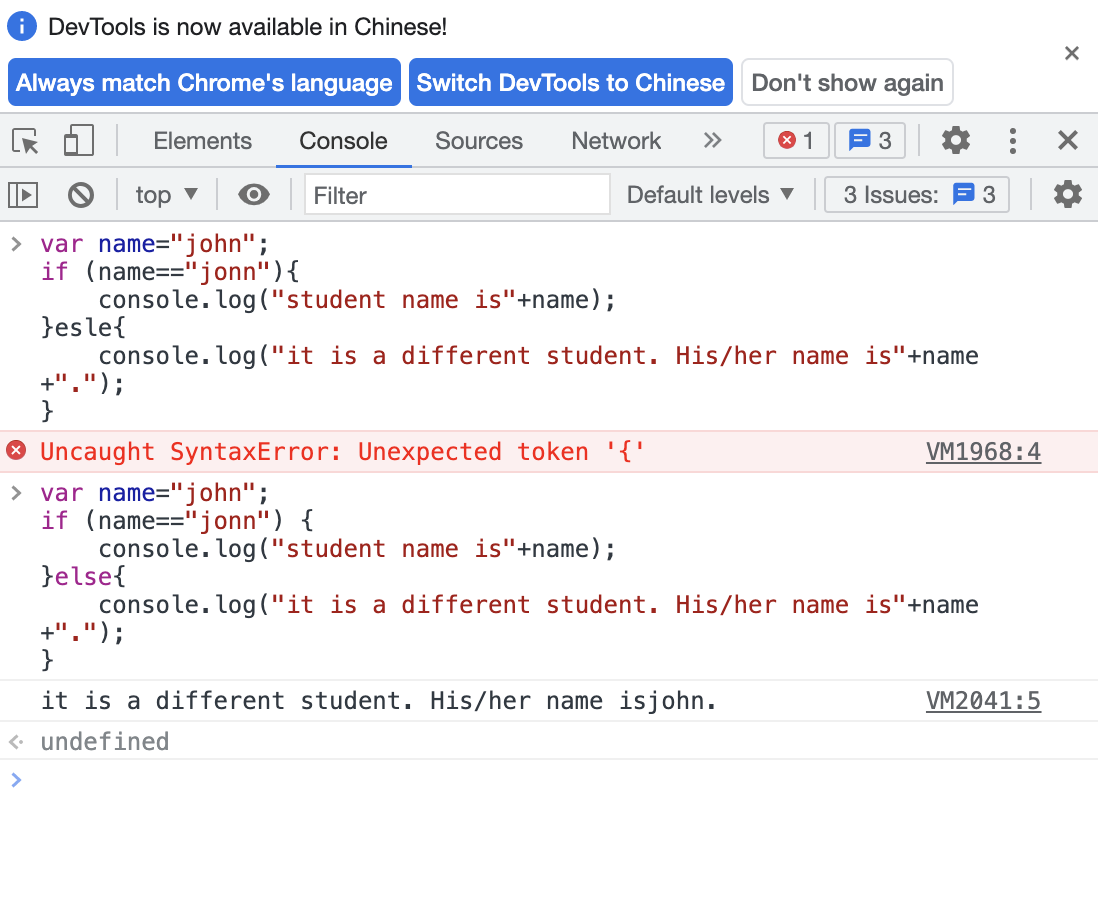 DevTools is now available in Chinese!
Always match Chrome's language Switch DevTools to Chinese Don't show again
Elements Console Sources Network 1 3
top Filter Default levels 3 Issues: 3
var name="john";
if (name=="jonn"){
    console.log("student name is"+name);
}esle{
    console.log("it is a different student. His/her name is"+name
+".");
}
Uncaught SyntaxError: Unexpected token '{' VM1968:4
var name="john";
if (name=="jonn") {
    console.log("student name is"+name);
}else{
    console.log("it is a different student. His/her name is"+name
+".");
}
it is a different student. His/her name isjohn. VM2041:5
undefined